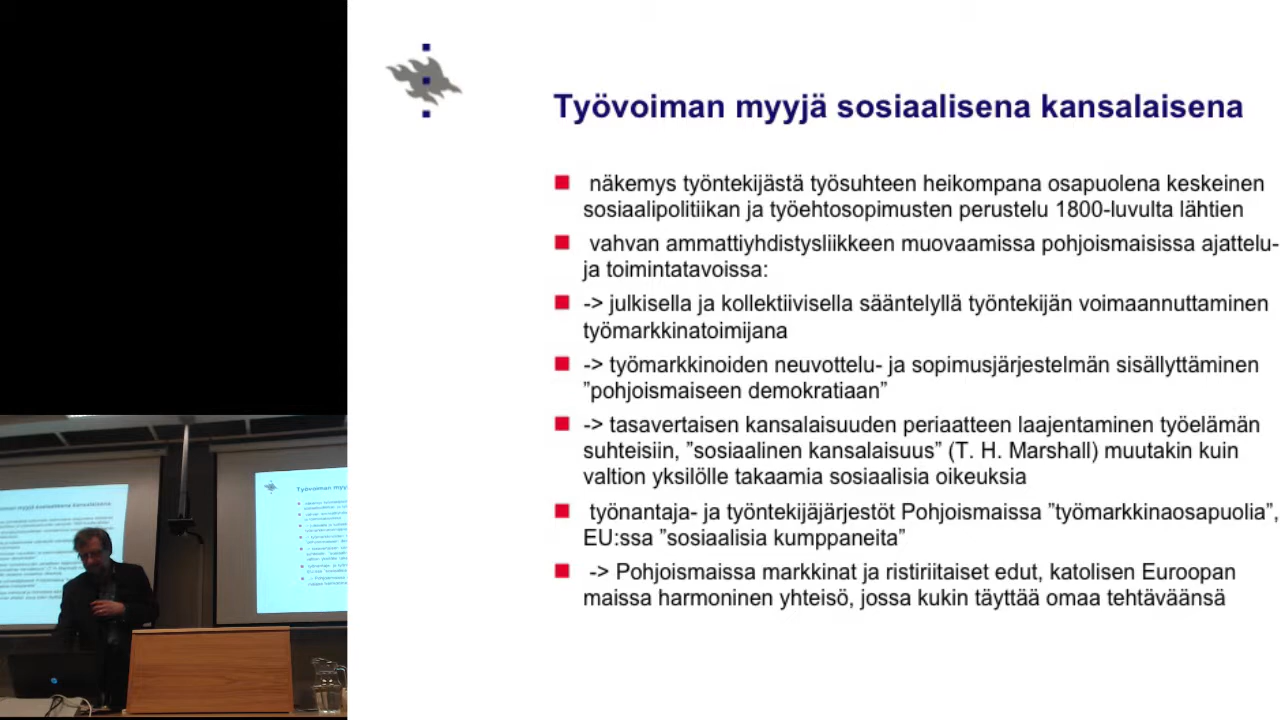 Työvoiman myyjä sosiaalisena kansalaisena
näkemys työntekijästä työsuhteen heikompana osapuolena keskeinen
sosiaalipolitiikan ja työehtosopimusten perustelu 1800-luvulta lähtien
vahvan ammattiyhdistysliikkeen muovaamissa pohjoismaisissa ajattelu-
ja toimintatavoissa:
-> julkisella ja kollektiivisella sääntelyllä työntekijän voimaannuttaminen
työmarkkinatoimijana
-> työmarkkinoiden neuvottelu- ja sopimusjärjestelmän sisällyttäminen
”pohjoismaiseen demokratiaan”
-> tasavertaisen kansalaisuuden periaatteen laajentaminen työelämän
suhteisiin, ”sosiaalinen kansalaisuus” (T. H. Marshall) muutakin kuin
valtion yksilölle takaamia sosiaalisia oikeuksia
työnantaja- ja työntekijäjärjestöt Pohjoismaissa ”työmarkkinaosapuolia”,
EU:ssa ”sosiaalisia kumppaneita”
-> Pohjoismaissa markkinat ja ristiriitaiset edut, katolisen Euroopan
maissa harmoninen yhteisö, jossa kukin täyttää omaa tehtäväänsä
Työvoiman myy